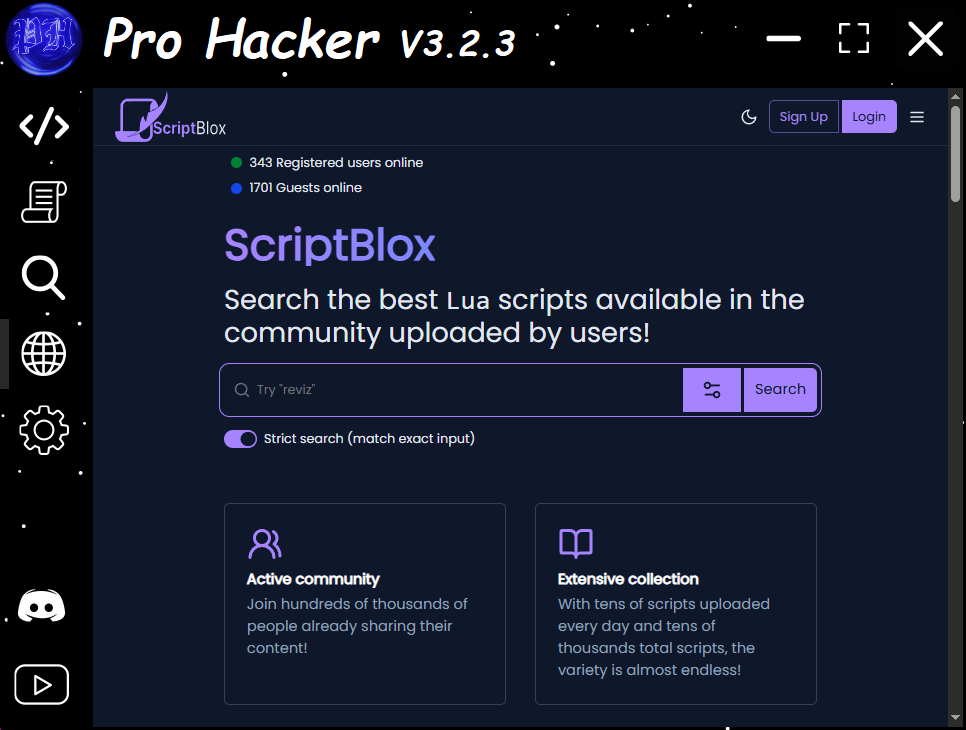 PH
Pro Hacker V3.2.3
ScriptBlox
Sign Up
Login
343 Registered users online
1701 Guests online
ScriptBlox
Search the best Lua scripts available in the
community uploaded by users!
Try "reviz"
Search
Strict search (match exact input)
Active community
Join hundreds of thousands of
people already sharing their
content!
Extensive collection
With tens of scripts uploaded
every day and tens of
thousands total scripts, the
variety is almost endless!